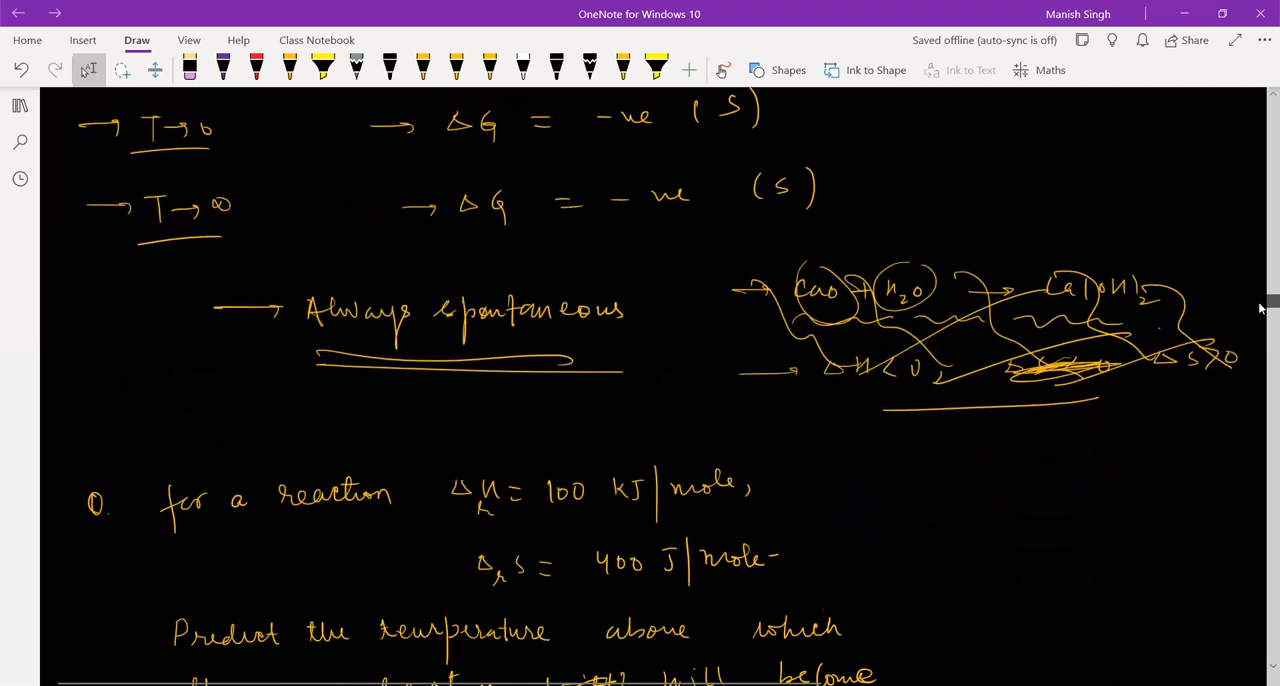 OneNote for Windows 10
Manish Singh
Home Insert Draw View Help Class Notebook
Saved offline (auto-sync is off) Share
Shapes Ink to Shape Ink to Text Maths
→ T→0 → ΔG = -ve (S)
→ T→∞ → ΔG = -ve (S)
→ Always spontaneous
→ CaO + H2O → Ca(OH)2
→ ΔH<0, ΔS>0
Q. for a reaction ΔrH = 100 KJ|mole,
ΔrS = 400 J|mole-
Predict the temperature above which
will become